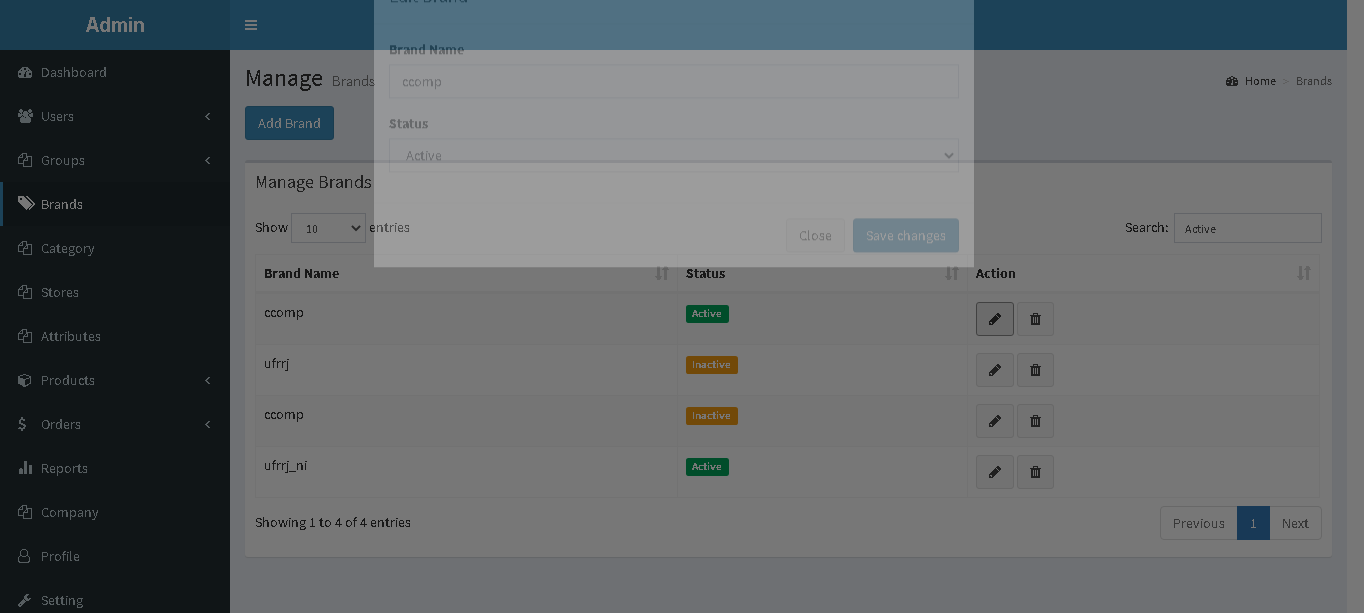 Admin
Edit Brand
Dashboard
Users
Groups
Brands
Category
Stores
Attributes
Products
Orders
Reports
Company
Profile
Setting
Manage Brands
Home > Brands
Add Brand
Brand Name
ccomp
Status
Active
Close Save changes
Manage Brands
Show 10 entries
Search: Active
Brand Name Status Action
ccomp Active
ufrrj Inactive
ccomp Inactive
ufrrj_ni Active
Showing 1 to 4 of 4 entries
Previous 1 Next